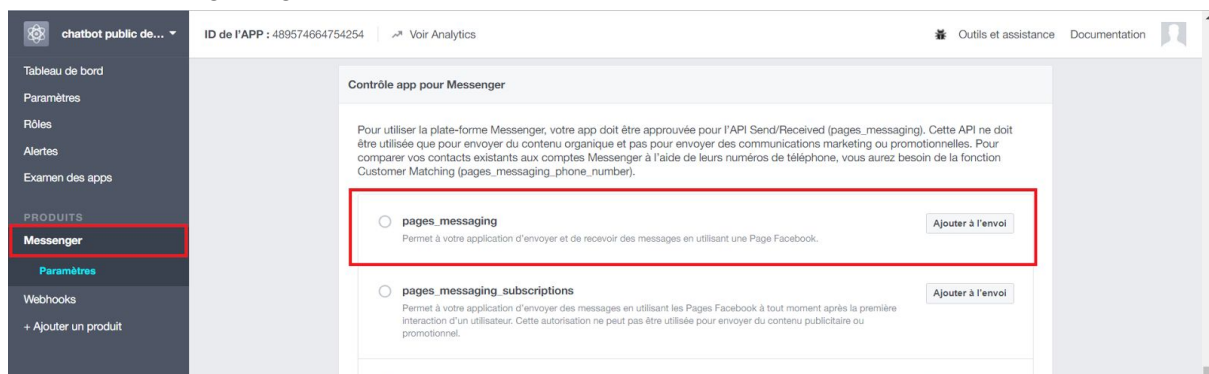 chatbot public de...
ID de l'APP : 489574664754254
Voir Analytics
Outils et assistance
Documentation
Tableau de bord
Paramètres
Rôles
Alertes
Examen des apps
PRODUITS
Messenger
Paramètres
Webhooks
+ Ajouter un produit
Contrôle app pour Messenger
Pour utiliser la plate-forme Messenger, votre app doit être approuvée pour l'API Send/Received (pages_messaging). Cette API ne doit
être utilisée que pour envoyer du contenu organique et pas pour envoyer des communications marketing ou promotionnelles. Pour
comparer vos contacts existants aux comptes Messenger à l'aide de leurs numéros de téléphone, vous aurez besoin de la fonction
Customer Matching (pages_messaging_phone_number).
pages_messaging
Ajouter à l'envoi
Permet à votre application d'envoyer et de recevoir des messages en utilisant une Page Facebook.
pages_messaging_subscriptions
Ajouter à l'envoi
Permet à votre application d'envoyer des messages en utilisant les Pages Facebook à tout moment après la première
interaction d'un utilisateur. Cette autorisation ne peut pas être utilisée pour envoyer du contenu publicitaire ou
promotionnel.